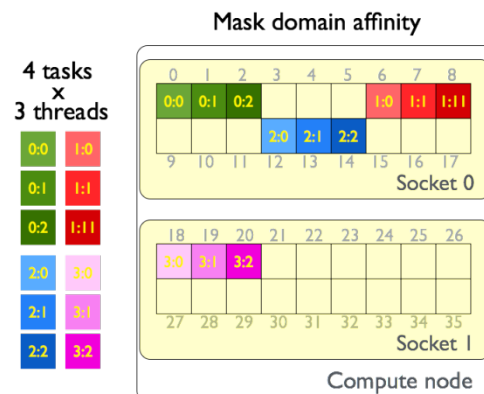 Mask domain affinity
4 tasks
x
3 threads
0:0 1:0
0:1 1:1
0:2 1:11
2:0 3:0
2:1 3:1
2:2 3:2
0 1 2 3 4 5 6 7 8
0:0 0:1 0:2 1:0 1:1 1:11
2:0 2:1 2:2
9 10 11 12 13 14 15 16 17
Socket 0
18 19 20 21 22 23 24 25 26
3:0 3:1 3:2
27 28 29 30 31 32 33 34 35
Socket 1
Compute node